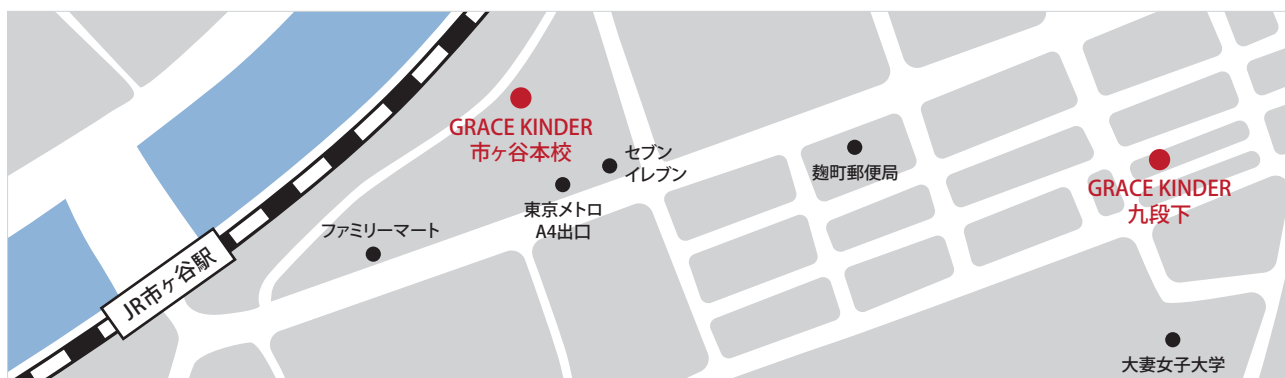 GRACE KINDER
市ヶ谷本校
セブン
イレブン
東京メトロ
A4出口
ファミリーマート
JR市ヶ谷駅
麹町郵便局
GRACE KINDER
九段下
大妻女子大学